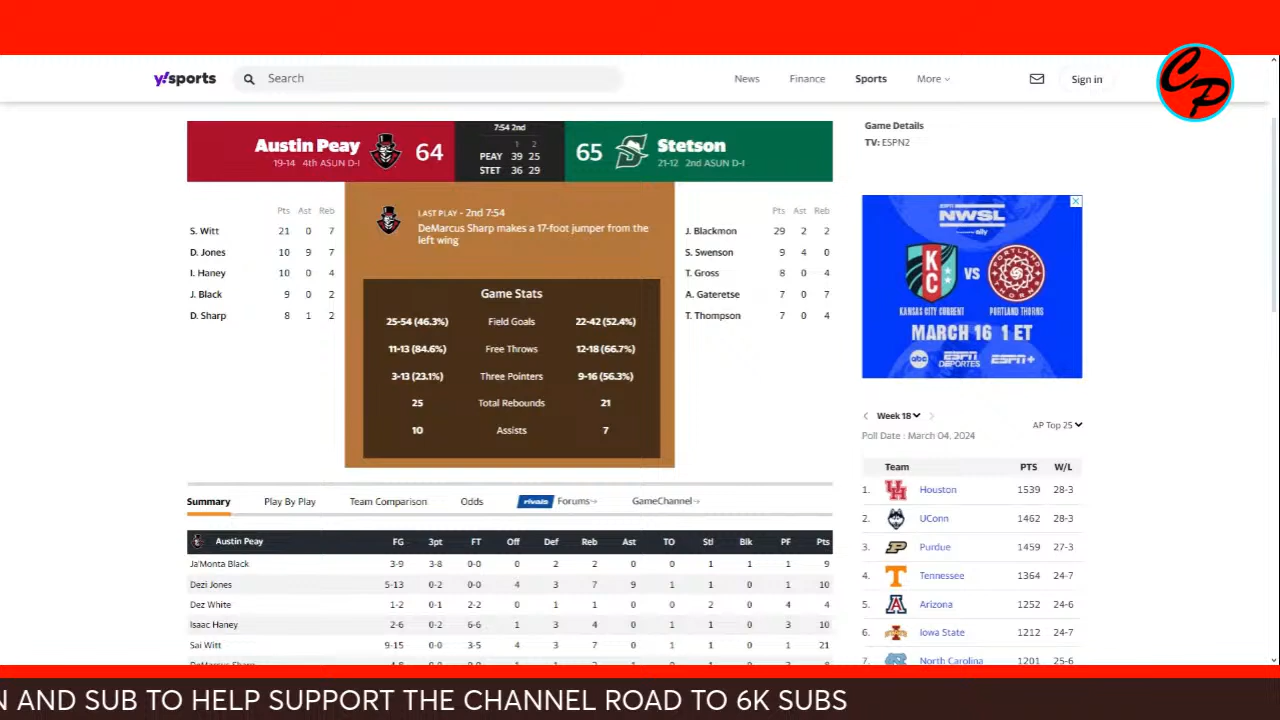 y!sports
Search
News
Finance
Sports
More
Sign in
CP
Austin Peay
19-14 4th ASUN D-I
64
7:54 2nd
1 2
PEAY 39 25
STET 36 29
65
Stetson
21-12 2nd ASUN D-I
Game Details
TV: ESPN2
Pts Ast Reb
S. Witt 21 0 7
D. Jones 10 9 7
I. Haney 10 0 4
J. Black 9 0 2
D. Sharp 8 1 2
LAST PLAY - 2nd 7:54
DeMarcus Sharp makes a 17-foot jumper from the
left wing
Game Stats
25-54 (46.3%) Field Goals 22-42 (52.4%)
11-13 (84.6%) Free Throws 12-18 (66.7%)
3-13 (23.1%) Three Pointers 9-16 (56.3%)
25 Total Rebounds 21
10 Assists 7
Pts Ast Reb
J. Blackmon 29 2 2
S. Swenson 9 4 0
T. Gross 8 0 4
A. Gateretse 7 0 7
T. Thompson 7 0 4
ESPN
NWSL
ally
KC
VS
KANSAS CITY CURRENT
PORTLAND THORNS
MARCH 16 1 ET
abc ESPN DEPORTES ESPN+
Week 18
AP Top 25
Poll Date : March 04, 2024
Team PTS W/L
1. Houston 1539 28-3
2. UConn 1462 28-3
3. Purdue 1459 27-3
4. Tennessee 1364 24-7
5. Arizona 1252 24-6
6. Iowa State 1212 24-7
7. North Carolina 1201 25-6
Summary
Play By Play
Team Comparison
Odds
rivals Forums
GameChannel
Austin Peay FG 3pt FT Off Def Reb Ast TO Stl Blk PF Pts
Ja'Monta Black 3-9 3-8 0-0 0 2 2 0 0 1 1 1 9
Dezi Jones 5-13 0-2 0-0 4 3 7 9 1 1 0 1 10
Dez White 1-2 0-1 2-2 0 1 1 0 0 2 0 4 4
Isaac Haney 2-6 0-2 6-6 1 3 4 0 1 1 0 3 10
Sai Witt 9-15 0-0 3-5 4 3 7 0 1 1 0 1 21
N AND SUB TO HELP SUPPORT THE CHANNEL ROAD TO 6K SUBS